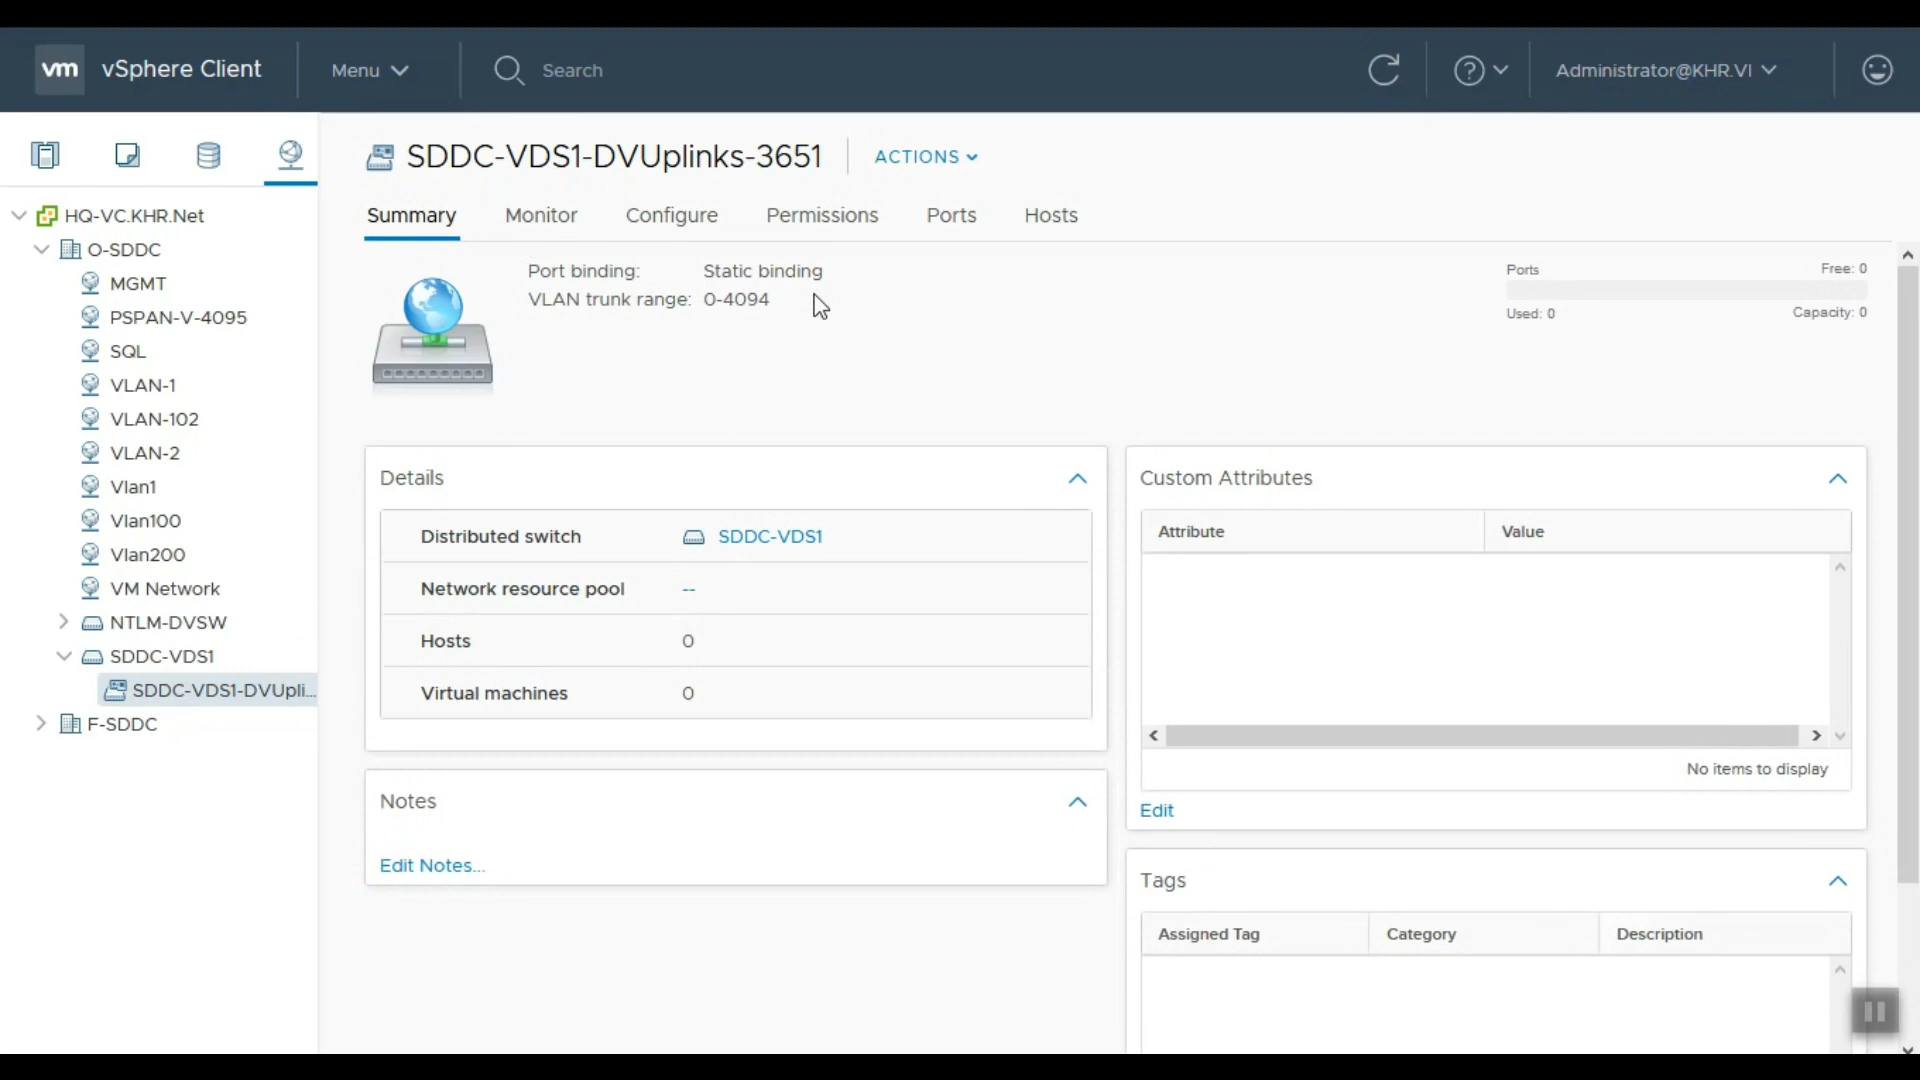 vm vSphere Client Menu Search Administrator@KHR.VI
SDDC-VDS1-DVUplinks-3651 ACTIONS
Summary Monitor Configure Permissions Ports Hosts
HQ-VC.KHR.Net
O-SDDC
MGMT
PSPAN-V-4095
SQL
VLAN-1
VLAN-102
VLAN-2
Vlan1
Vlan100
Vlan200
VM Network
NTLM-DVSW
SDDC-VDS1
SDDC-VDS1-DVUpli...
F-SDDC
Port binding: Static binding
VLAN trunk range: 0-4094
Ports Free: 0
Used: 0 Capacity: 0
Details
Distributed switch SDDC-VDS1
Network resource pool --
Hosts 0
Virtual machines 0
Notes
Edit Notes...
Custom Attributes
Attribute Value
No items to display
Edit
Tags
Assigned Tag Category Description